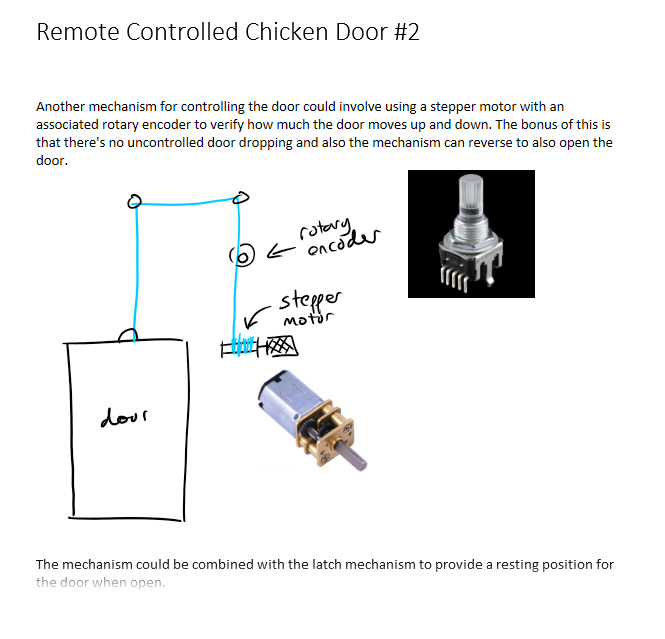 Remote Controlled Chicken Door #2
Another mechanism for controlling the door could involve using a stepper motor with an
associated rotary encoder to verify how much the door moves up and down. The bonus of this is
that there's no uncontrolled door dropping and also the mechanism can reverse to also open the
door.
rotary
encoder
stepper
motor
door
The mechanism could be combined with the latch mechanism to provide a resting position for
the door when open.